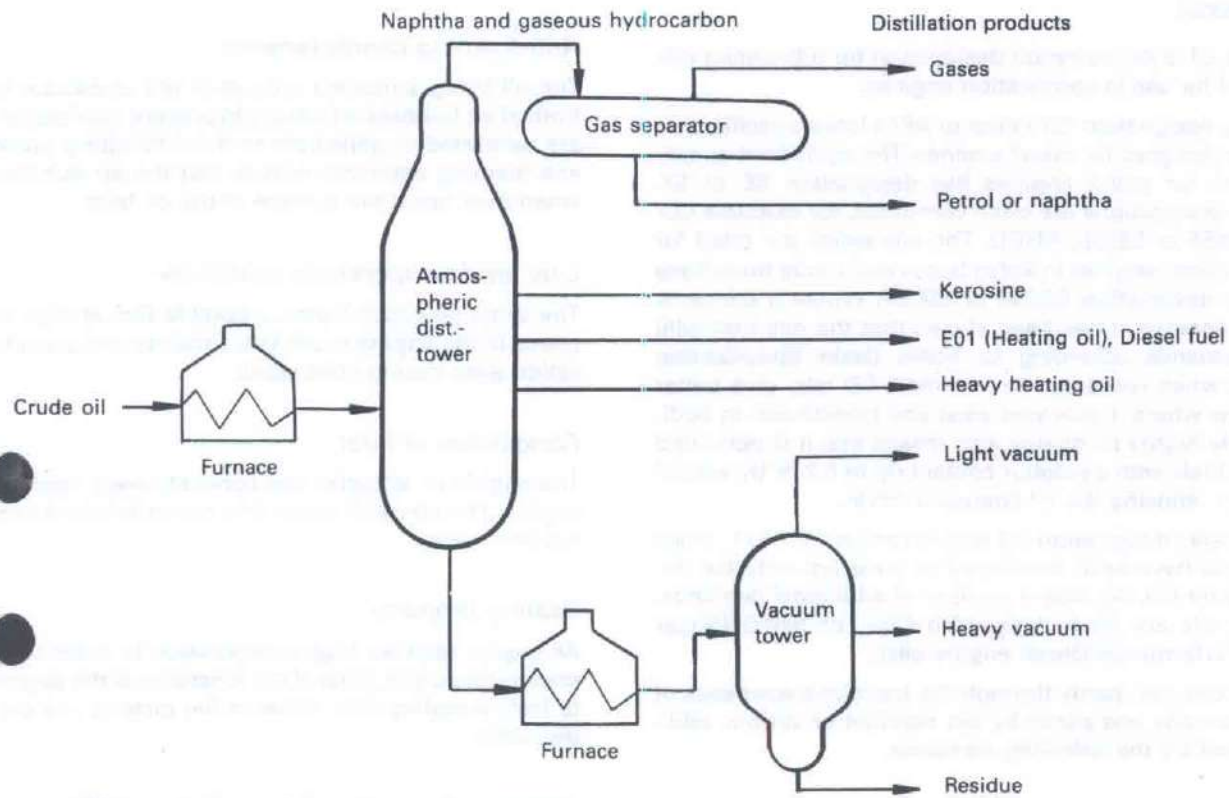 Naphtha and gaseous hydrocarbon
Distillation products
Gases
Gas separator
Petrol or naphtha
Atmos-
pheric
dist.-
tower
Kerosine
E01 (Heating oil), Diesel fuel
Heavy heating oil
Crude oil
Furnace
Light vacuum
Vacuum
tower
Heavy vacuum
Furnace
Residue